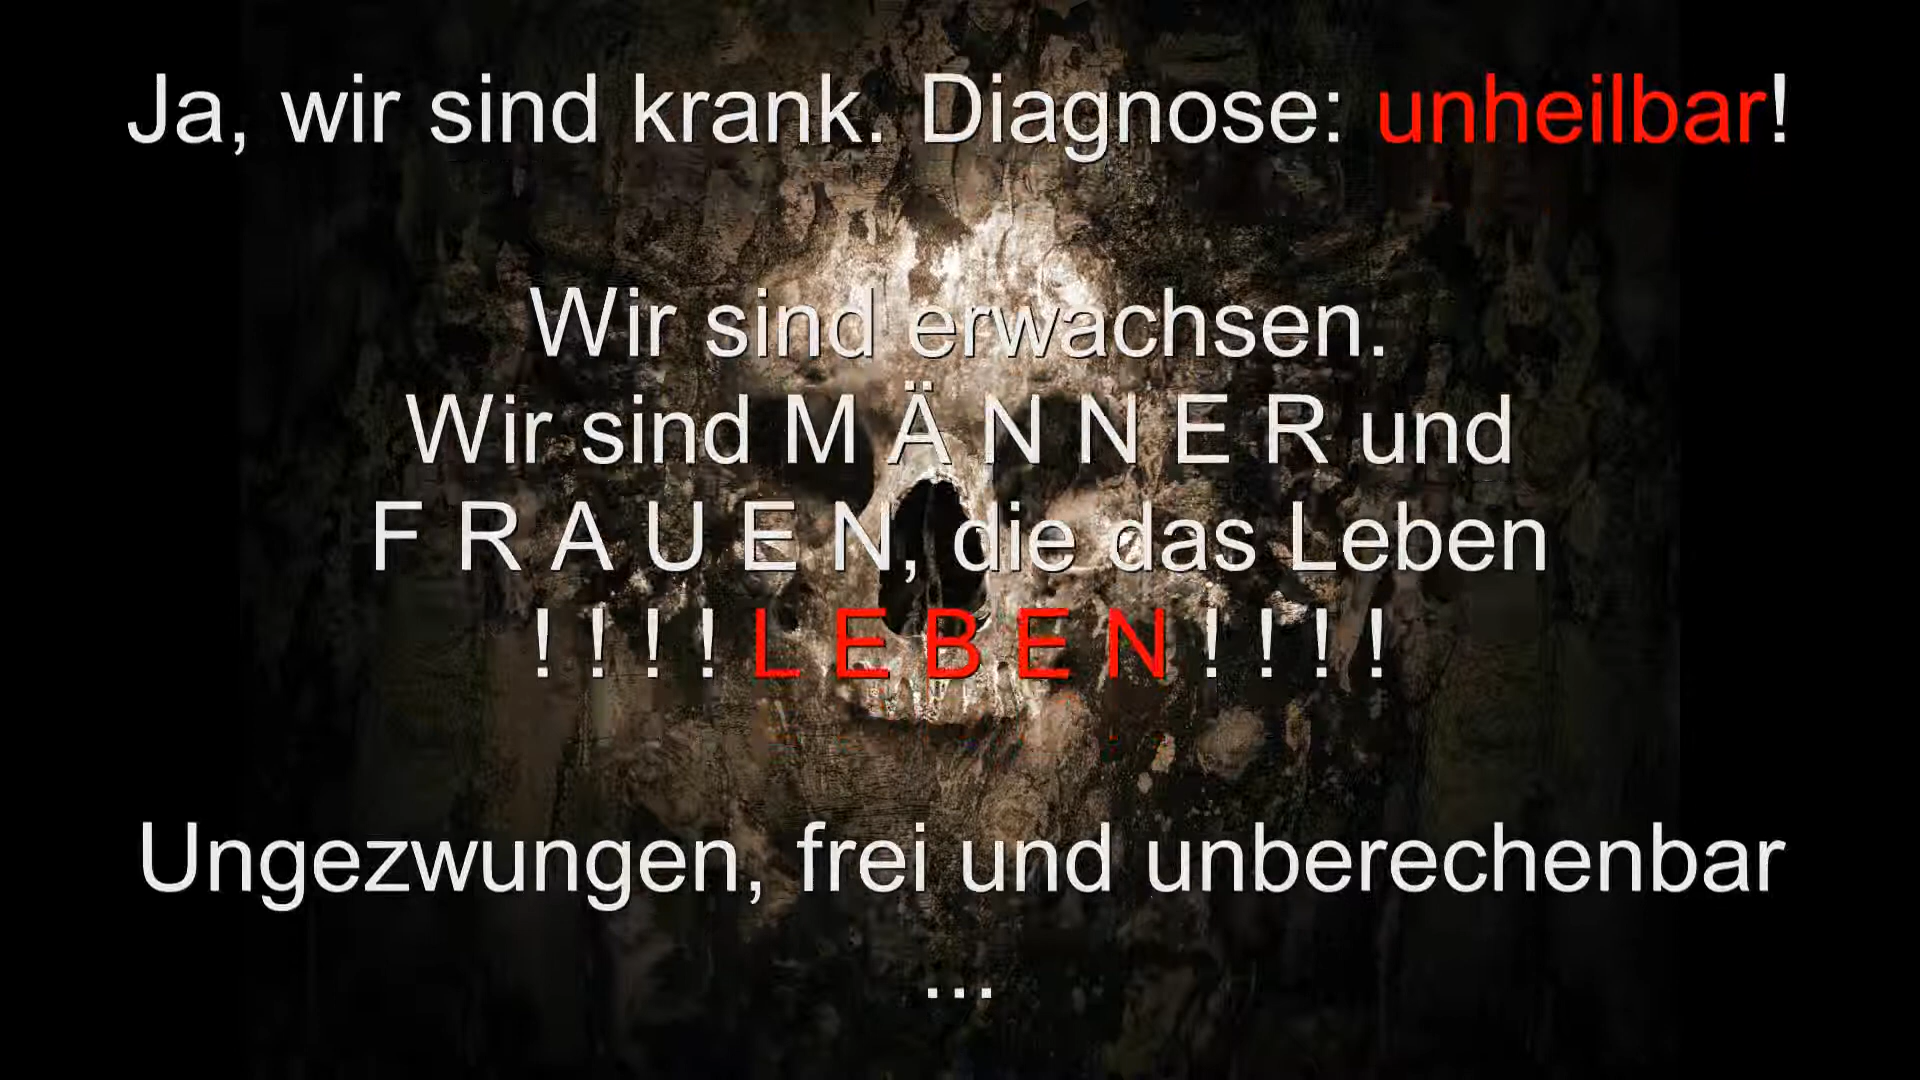 Ja, wir sind krank. Diagnose: unheilbar!
Wir sind erwachsen.
Wir sind M Ä N N E R und
F R A U E N, die das Leben
! ! ! ! L E B E N ! ! ! !
Ungezwungen, frei und unberechenbar
...